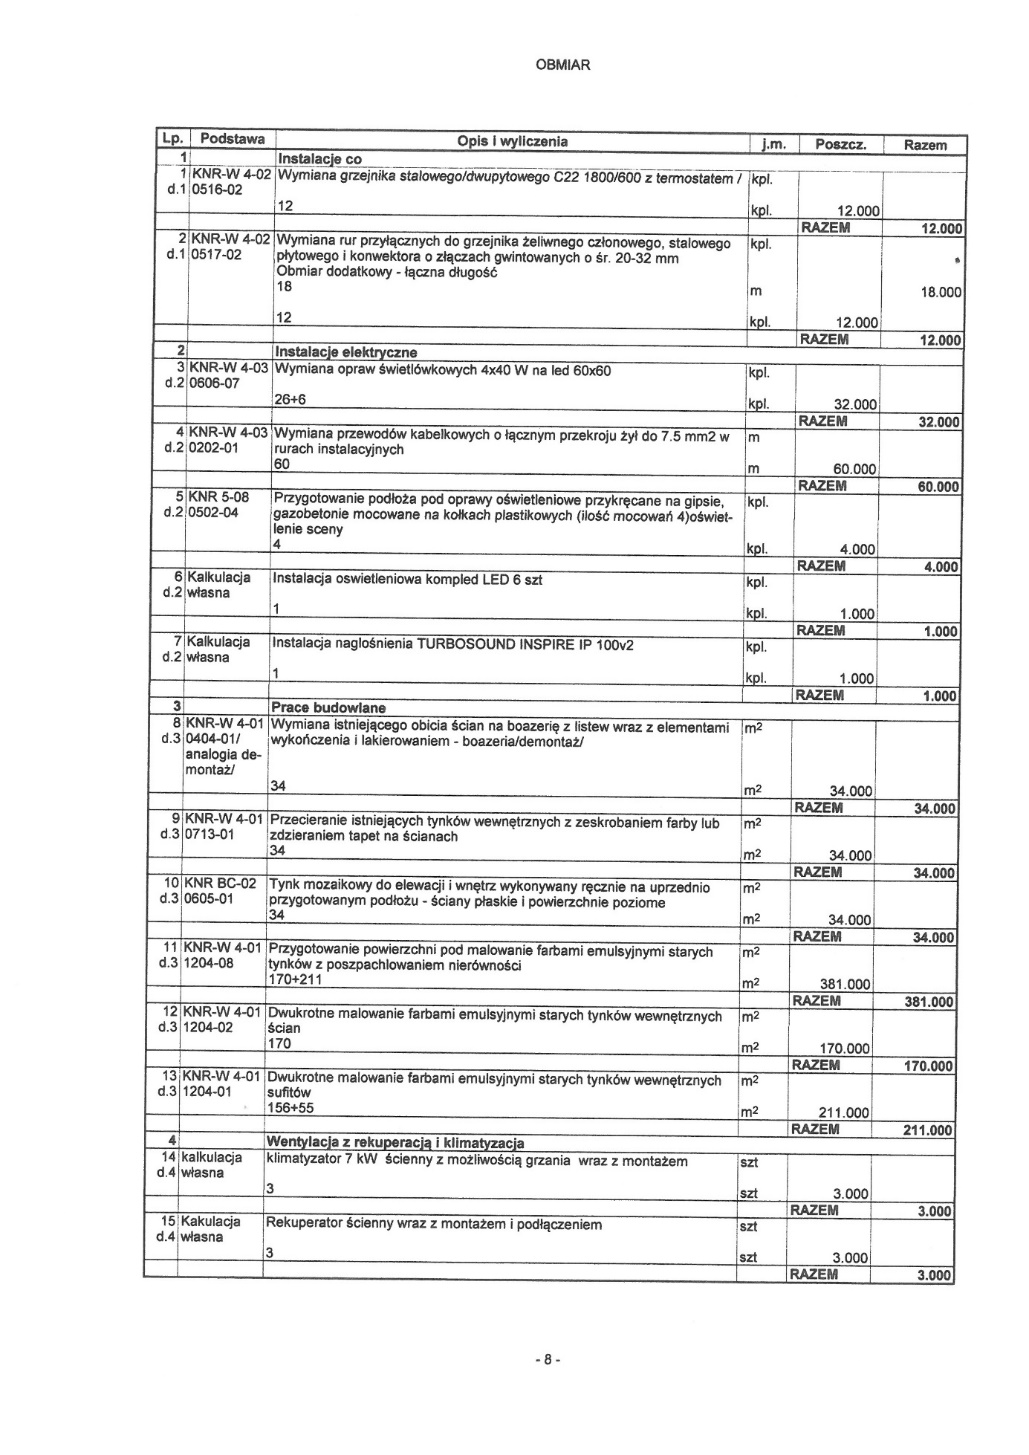 OBMIAR
Lp. Podstawa Opis i wyliczenia j.m. Poszcz. Razem
1 Instalacje co
1 KNR-W 4-02 Wymiana grzejnika stalowego/dwupytowego C22 1800/600 z termostatem / kpl.
d.1 0516-02
12 kpl. 12.000
RAZEM 12.000
2 KNR-W 4-02 Wymiana rur przyłącznych do grzejnika żeliwnego członowego, stalowego kpl.
d.1 0517-02 płytowego i konwektora o złączach gwintowanych o śr. 20-32 mm
Obmiar dodatkowy - łączna długość
18 m 18.000
12 kpl. 12.000
RAZEM 12.000
2 Instalacje elektryczne
3 KNR-W 4-03 Wymiana opraw świetlówkowych 4x40 W na led 60x60 kpl.
d.2 0606-07
26+6 kpl. 32.000
RAZEM 32.000
4 KNR-W 4-03 Wymiana przewodów kabelkowych o łącznym przekroju żył do 7.5 mm2 w m
d.2 0202-01 rurach instalacyjnych
60 m 60.000
RAZEM 60.000
5 KNR 5-08 Przygotowanie podłoża pod oprawy oświetleniowe przykręcane na gipsie, kpl.
d.2 0502-04 gazobetonie mocowane na kołkach plastikowych (ilość mocowań 4)oświet-
lenie sceny
4 kpl. 4.000
RAZEM 4.000
6 Kalkulacja Instalacja oswietleniowa kompled LED 6 szt kpl.
d.2 własna
1 kpl. 1.000
RAZEM 1.000
7 Kalkulacja Instalacja nagłośnienia TURBOSOUND INSPIRE IP 100v2 kpl.
d.2 własna
1 kpl. 1.000
RAZEM 1.000
3 Prace budowlane
8 KNR-W 4-01 Wymiana istniejącego obicia ścian na boazerię z listew wraz z elementami m2
d.3 0404-01/ wykończenia i lakierowaniem - boazeria/demontaż/
analogia de-
montaż/
34 m2 34.000
RAZEM 34.000
9 KNR-W 4-01 Przecieranie istniejących tynków wewnętrznych z zeskrobaniem farby lub m2
d.3 0713-01 zdzieraniem tapet na ścianach
34 m2 34.000
RAZEM 34.000
10 KNR BC-02 Tynk mozaikowy do elewacji i wnętrz wykonywany ręcznie na uprzednio m2
d.3 0605-01 przygotowanym podłożu - ściany płaskie i powierzchnie poziome
34 m2 34.000
RAZEM 34.000
11 KNR-W 4-01 Przygotowanie powierzchni pod malowanie farbami emulsyjnymi starych m2
d.3 1204-08 tynków z poszpachlowaniem nierówności
170+211 m2 381.000
RAZEM 381.000
12 KNR-W 4-01 Dwukrotne malowanie farbami emulsyjnymi starych tynków wewnętrznych m2
d.3 1204-02 ścian
170 m2 170.000
RAZEM 170.000
13 KNR-W 4-01 Dwukrotne malowanie farbami emulsyjnymi starych tynków wewnętrznych m2
d.3 1204-01 sufitów
156+55 m2 211.000
RAZEM 211.000
4 Wentylacja z rekuperacją i klimatyzacja
14 kalkulacja klimatyzator 7 kW ścienny z możliwością grzania wraz z montażem szt
d.4 własna
3 szt 3.000
RAZEM 3.000
15 Kakulacja Rekuperator ścienny wraz z montażem i podłączeniem szt
d.4 własna
3 szt 3.000
RAZEM 3.000
- 8 -